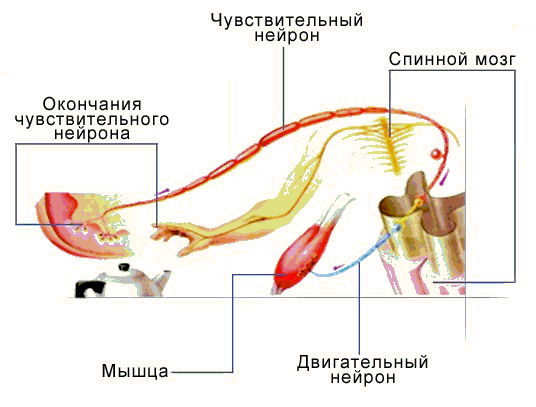 Чувствительный
нейрон
Спинной мозг
Окончания
чувствительного
нейрона
Мышца
Двигательный
нейрон